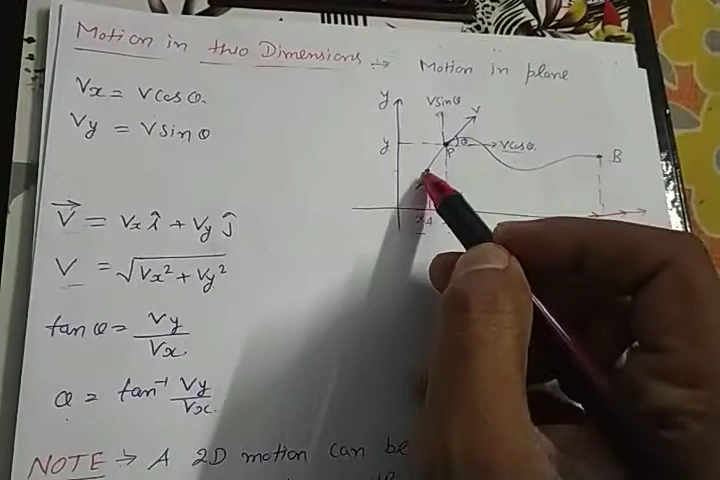 Motion in two Dimensions → Motion in plane
Vx = V cos θ.
Vy = V sin θ
y
V sin θ
V
y
θ
V cos θ.
P
B
A
V⃗ = Vx î + Vy ĵ
V = √Vx² + Vy²
tan θ = Vy/Vx
θ = tan⁻¹ Vy/Vx.
NOTE → A 2D motion can be